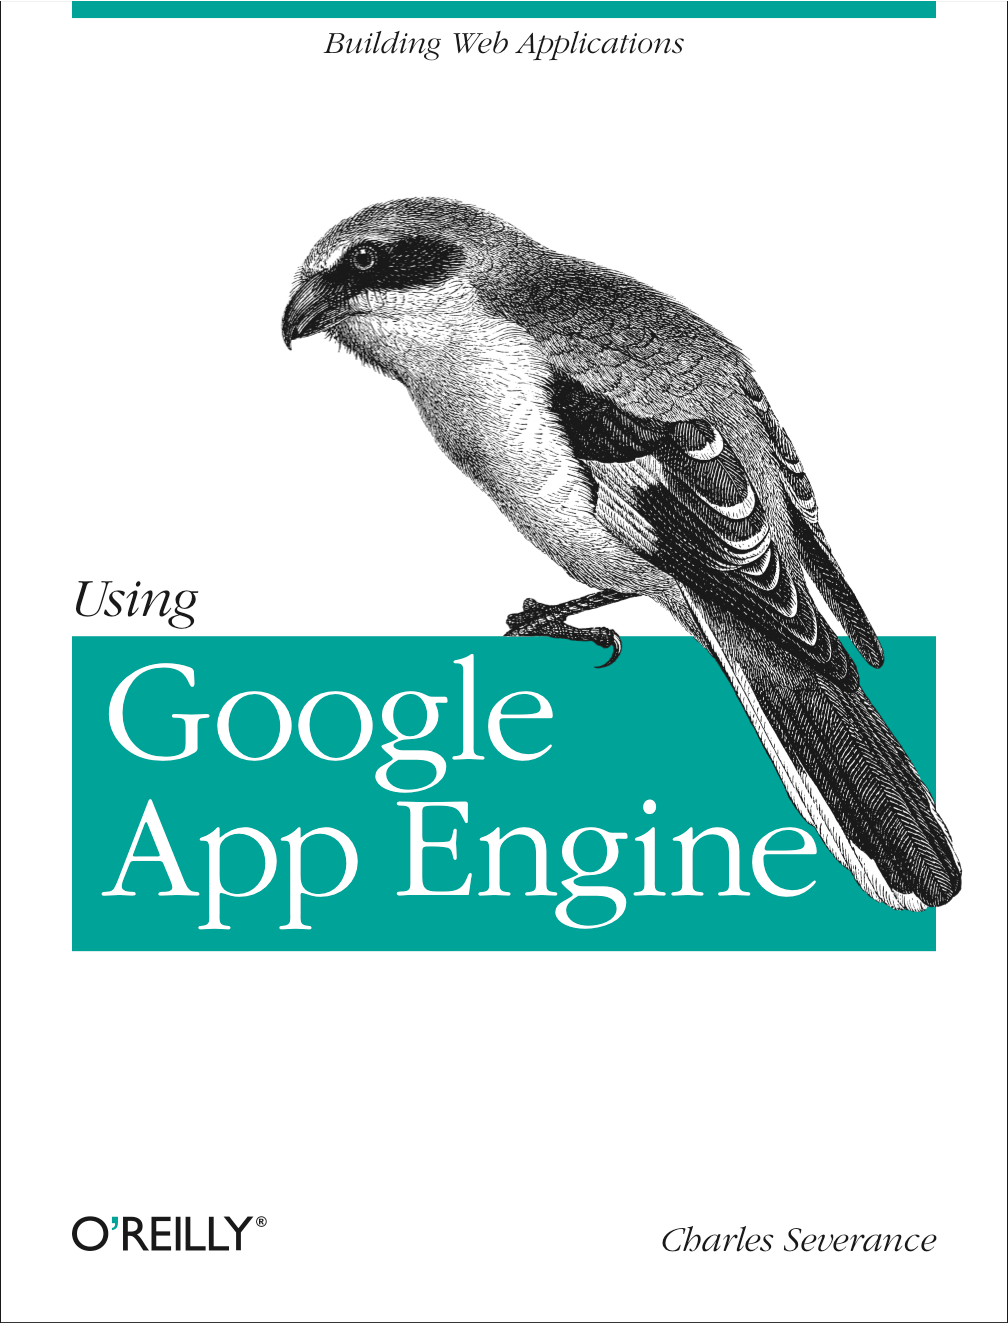 Building Web Applications
Using
Google
App Engine
O'REILLY®
Charles Severance